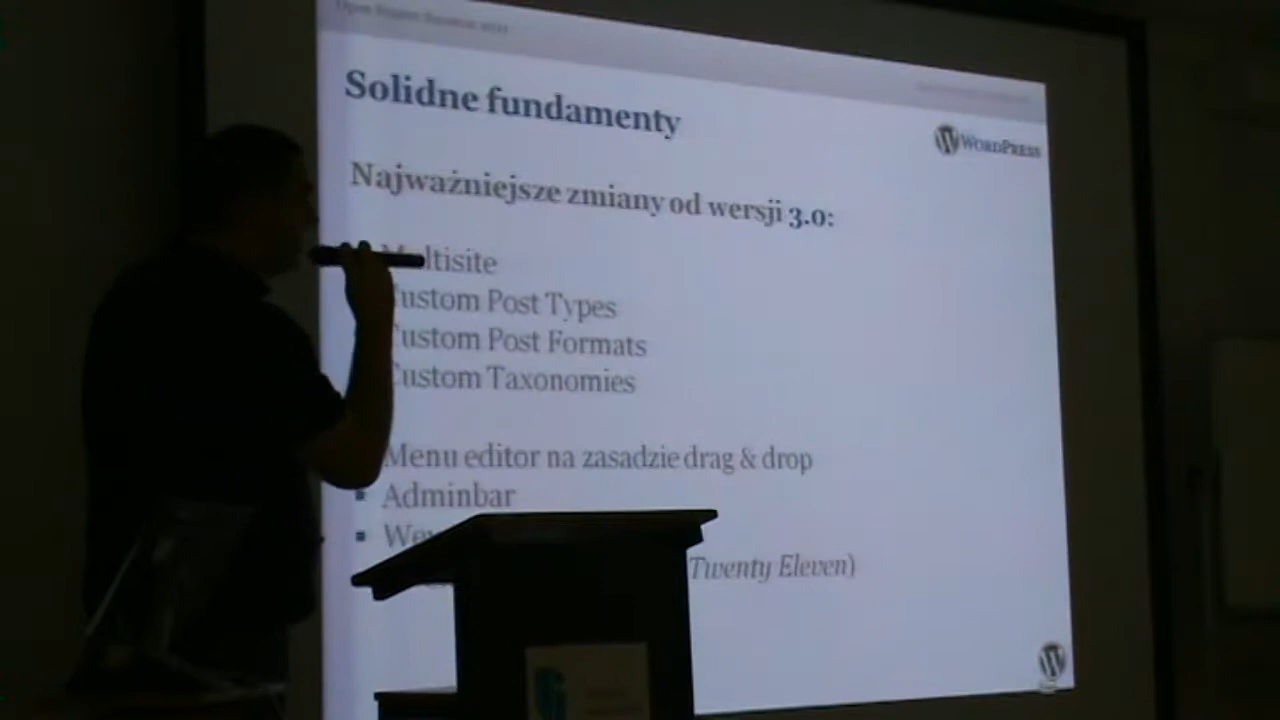 Solidne fundamenty
WORDPRESS
Najważniejsze zmiany od wersji 3.0:
Multisite
Custom Post Types
Custom Post Formats
Custom Taxonomies
Menu editor na zasadzie drag & drop
Adminbar
Twenty Eleven)